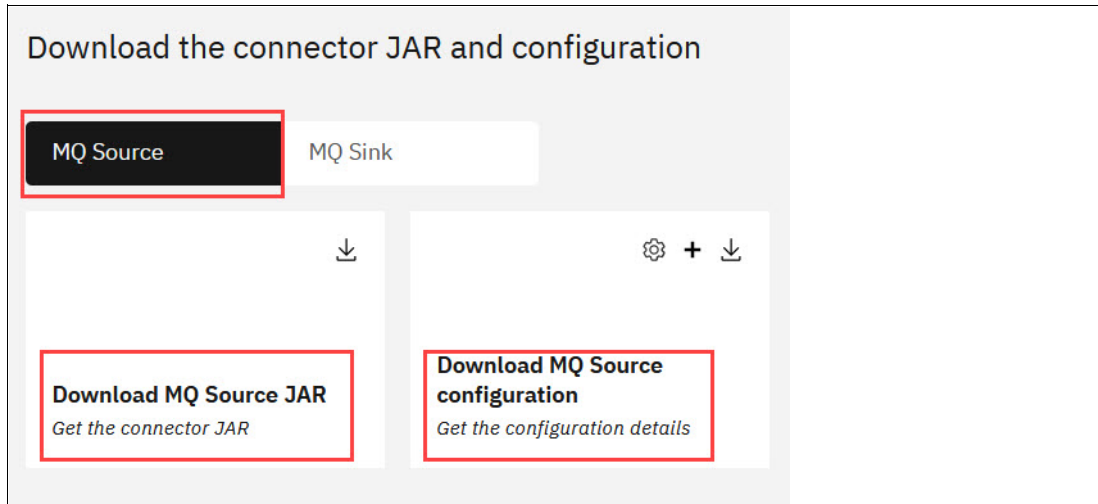 Download the connector JAR and configuration
MQ Source
MQ Sink
Download MQ Source JAR
Get the connector JAR
Download MQ Source
configuration
Get the configuration details